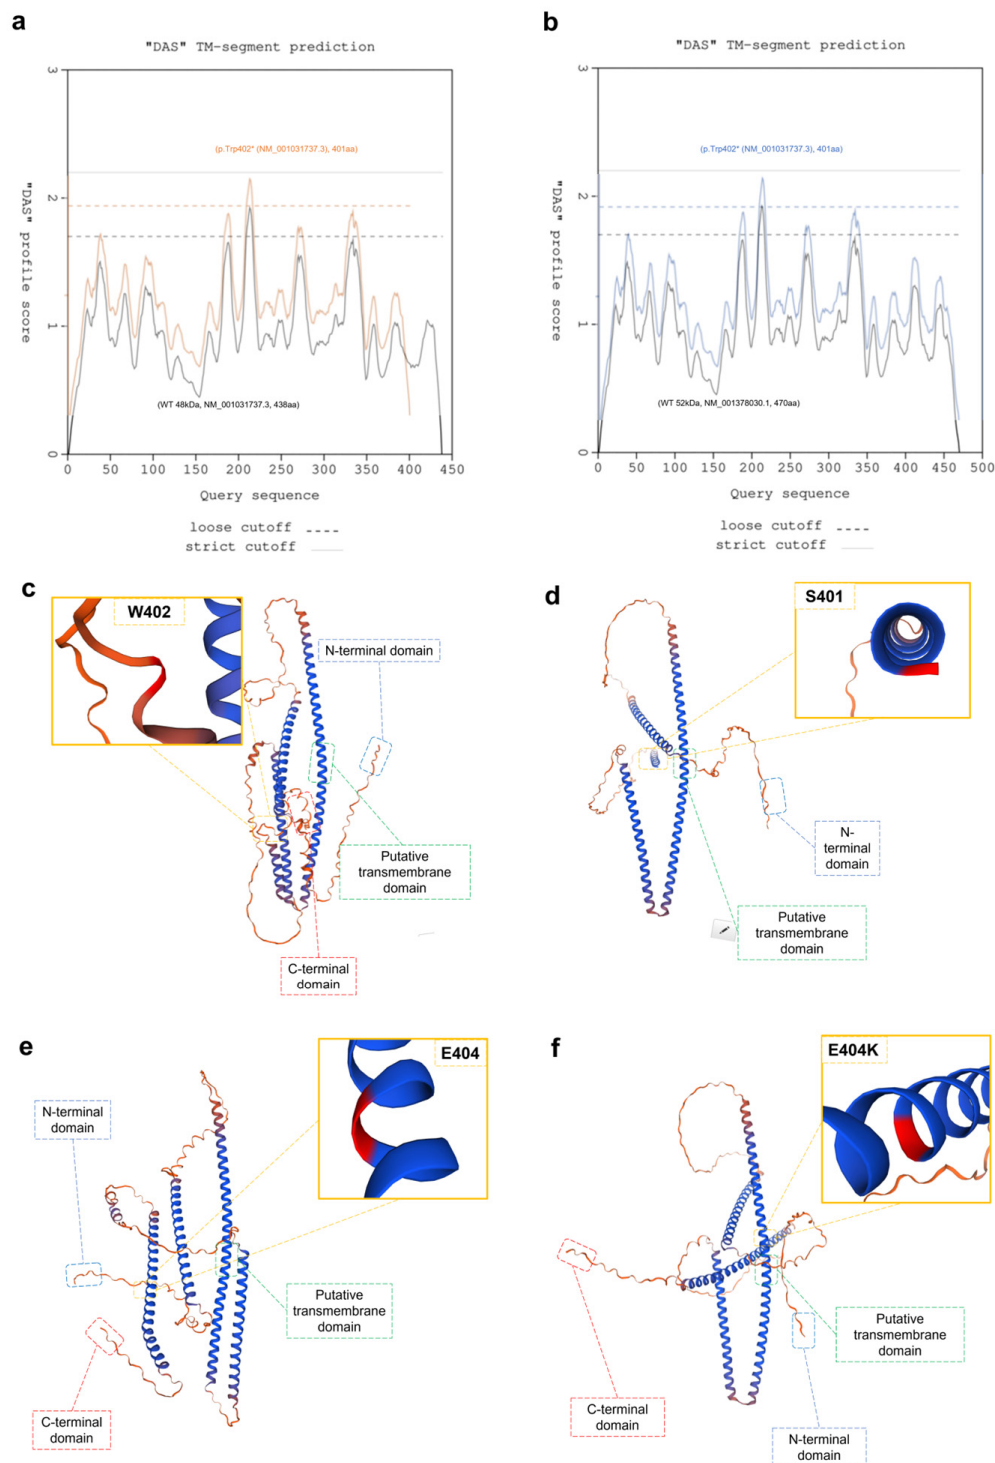 a
"DAS" TM-segment prediction
3
2
1
0
"DAS" profile score
(p.Trp402* (NM_001031737.3), 401aa)
(WT 48kDa, NM_001031737.3, 438aa)
0 50 100 150 200 250 300 350 400 450
Query sequence
loose cutoff ----
strict cutoff
b
"DAS" TM-segment prediction
3
2
1
0
"DAS" profile score
(p.Trp402* (NM_001031737.3), 401aa)
(WT 52kDa, NM_001378030.1, 470aa)
0 50 100 150 200 250 300 350 400 450 500
Query sequence
loose cutoff ----
strict cutoff
c
W402
N-terminal domain
Putative
transmembrane
domain
C-terminal
domain
d
S401
N-
terminal
domain
Putative
transmembrane
domain
e
E404
N-terminal
domain
Putative
transmembrane
domain
C-terminal
domain
f
E404K
Putative
transmembrane
domain
C-terminal
domain
N-terminal
domain